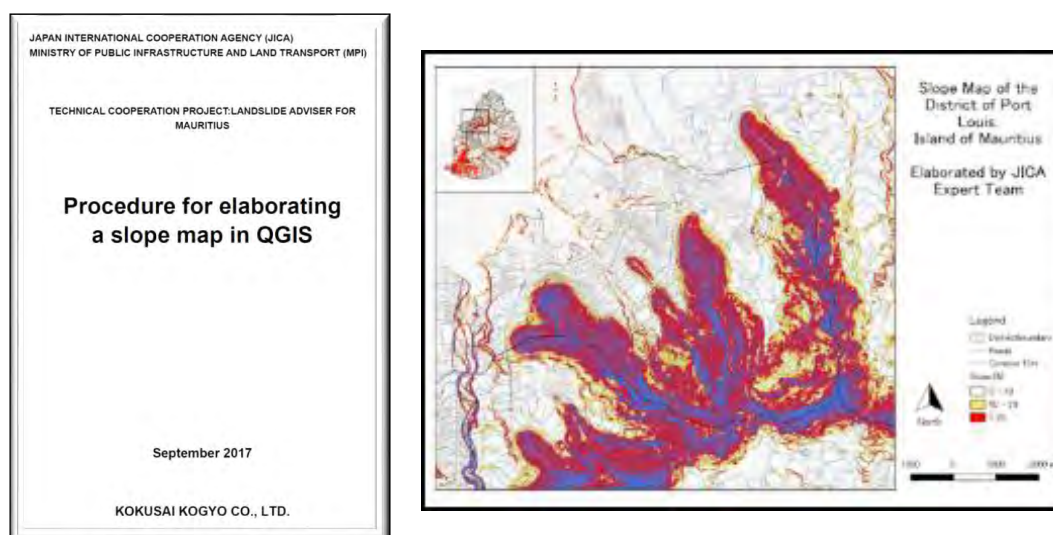 JAPAN INTERNATIONAL COOPERATION AGENCY (JICA)
MINISTRY OF PUBLIC INFRASTRUCTURE AND LAND TRANSPORT (MPI)
TECHNICAL COOPERATION PROJECT:LANDSLIDE ADVISER FOR
MAURITIUS
Procedure for elaborating
a slope map in QGIS
September 2017
KOKUSAI KOGYO CO., LTD.
Slope Map of the
District of Port
Louis.
Island of Mauritius
Elaborated by JICA
Expert Team
Legend
Roads
North
0